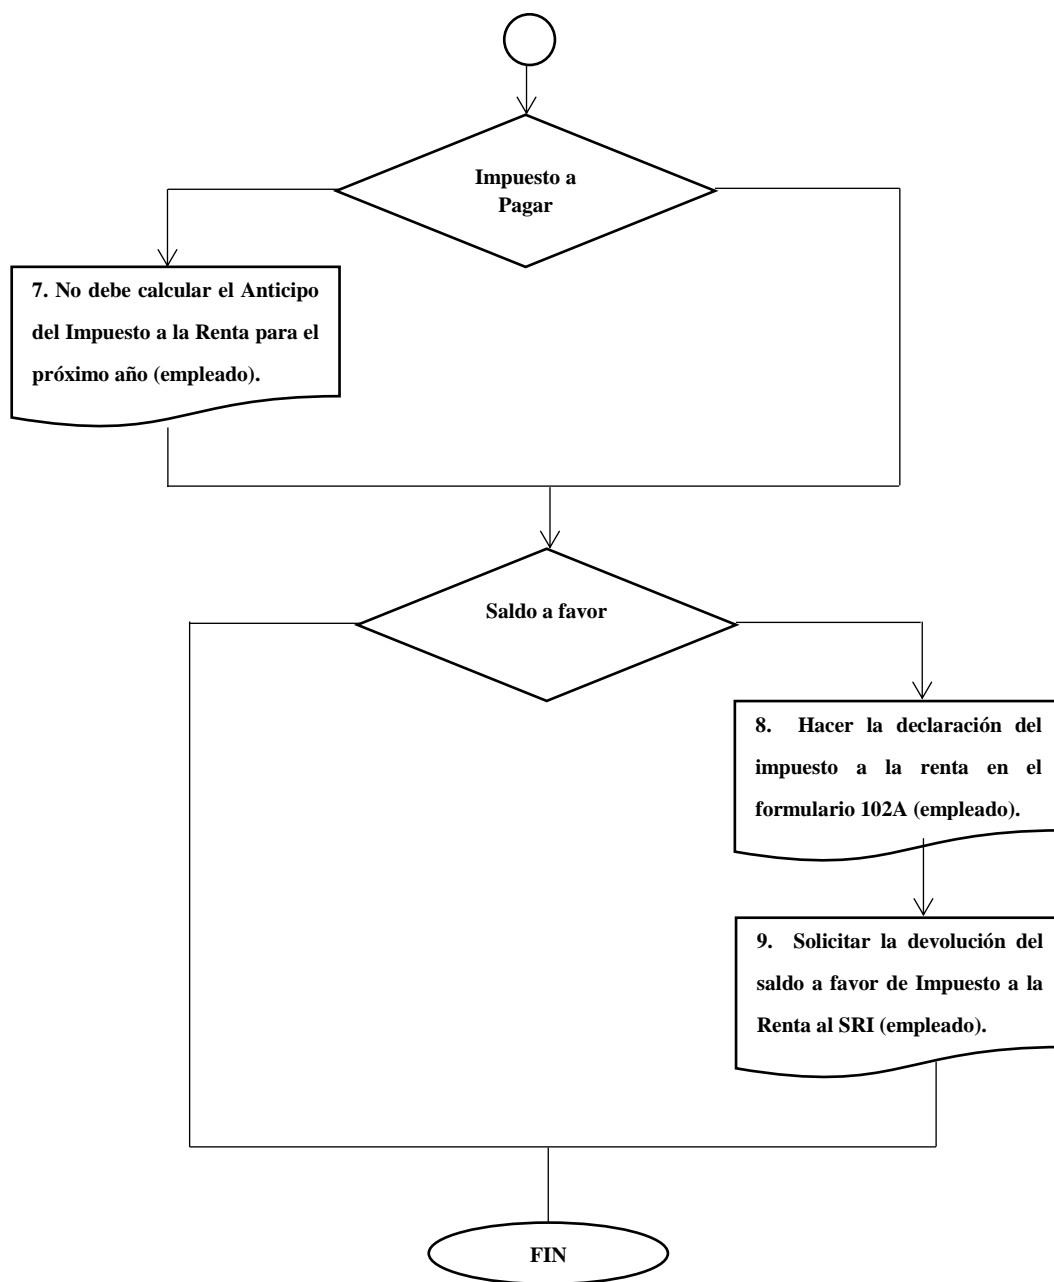 Impuesto a
Pagar
7. No debe calcular el Anticipo
del Impuesto a la Renta para el
próximo año (empleado).
Saldo a favor
8. Hacer la declaración del
impuesto a la renta en el
formulario 102A (empleado).
9. Solicitar la devolución del
saldo a favor de Impuesto a la
Renta al SRI (empleado).
FIN